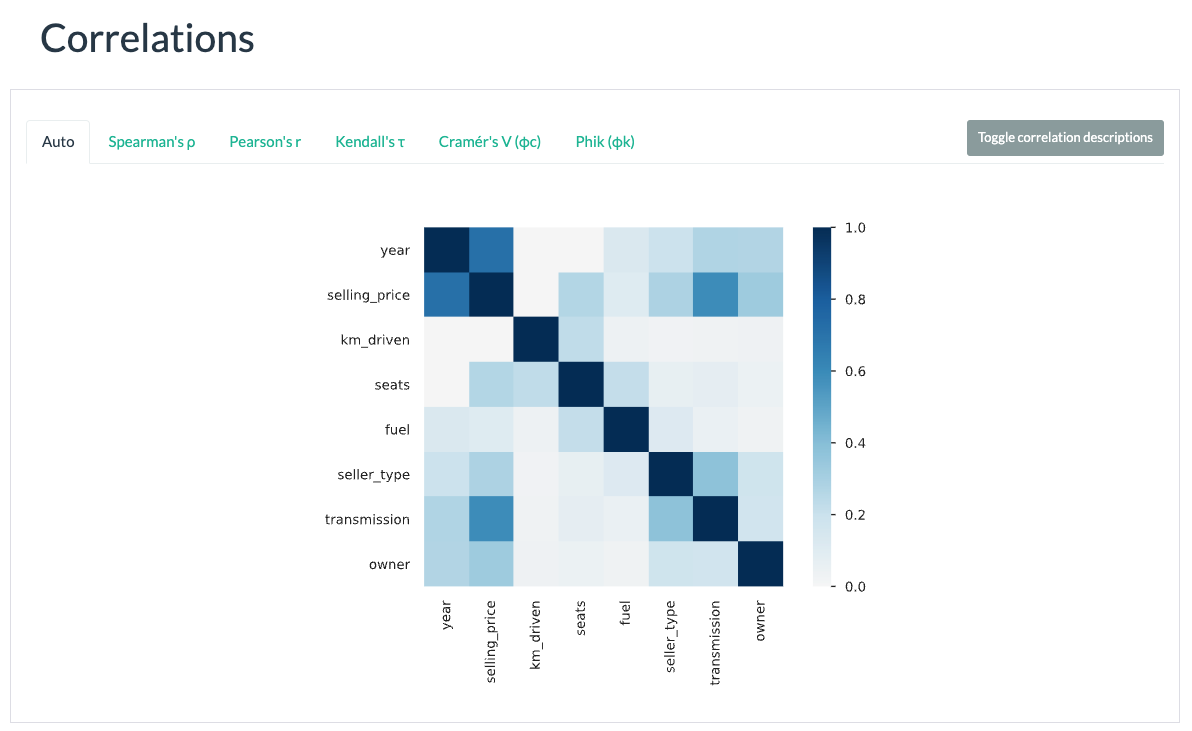 Correlations
Auto Spearman's ρ Pearson's r Kendall's τ Cramér's V (φc) Phik (φk) Toggle correlation descriptions
year
selling_price
km_driven
seats
fuel
seller_type
transmission
owner
1.0
0.8
0.6
0.4
0.2
0.0
year selling_price km_driven seats fuel seller_type transmission owner